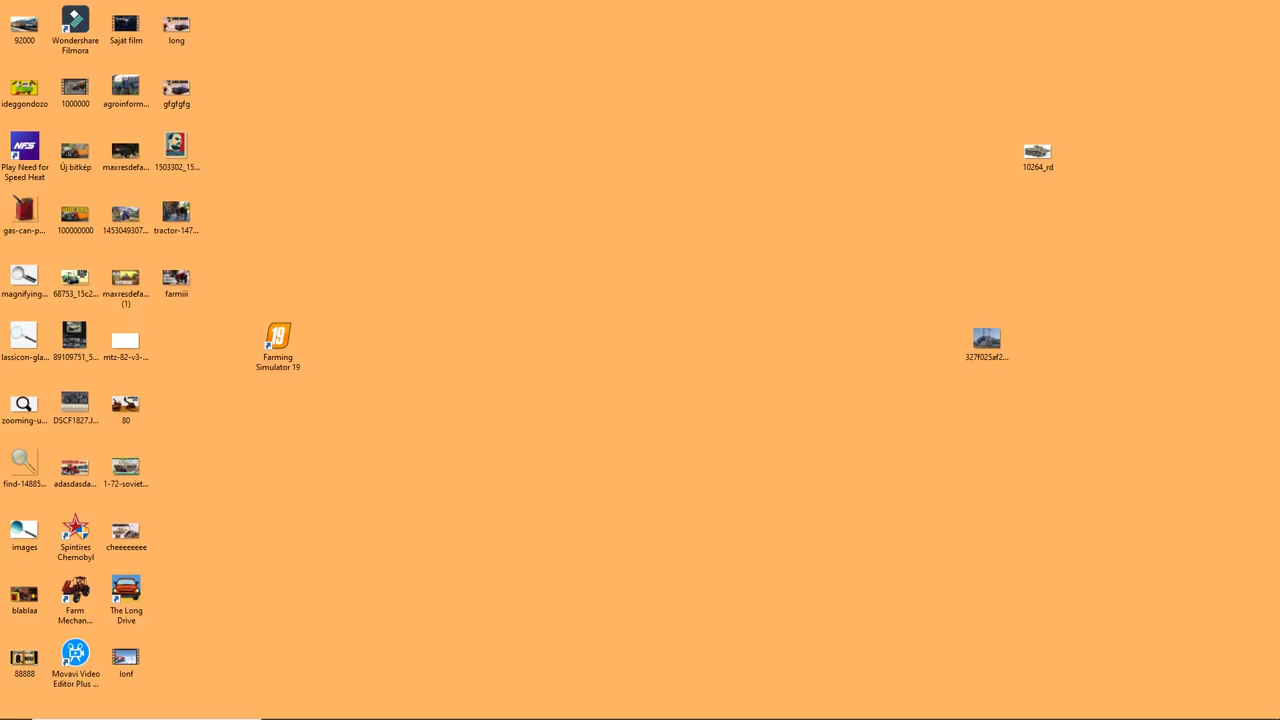 92000
Wondershare
Filmora
Saját film
long
ideggondozo
1000000
agroinform...
gfgfgfg
NFS
Play Need for
Speed Heat
Új bitkép
maxresdefa...
1503302_15...
10264_rd
gas-can-p...
100000000
1453049307...
tractor-147...
magnifying...
68753_15c2...
maxresdefa...
(1)
farmiii
lassicon-gla...
89109751_5...
mtz-82-v3-...
19
Farming
Simulator 19
327f025af2...
zooming-u...
DSCF1827.J...
80
find-14885...
adasdasda...
1-72-soviet...
images
Spintires
Chernobyl
cheeeeeeee
blablaa
Farm
Mechan...
The Long
Drive
88888
Movavi Video
Editor Plus ...
lonf